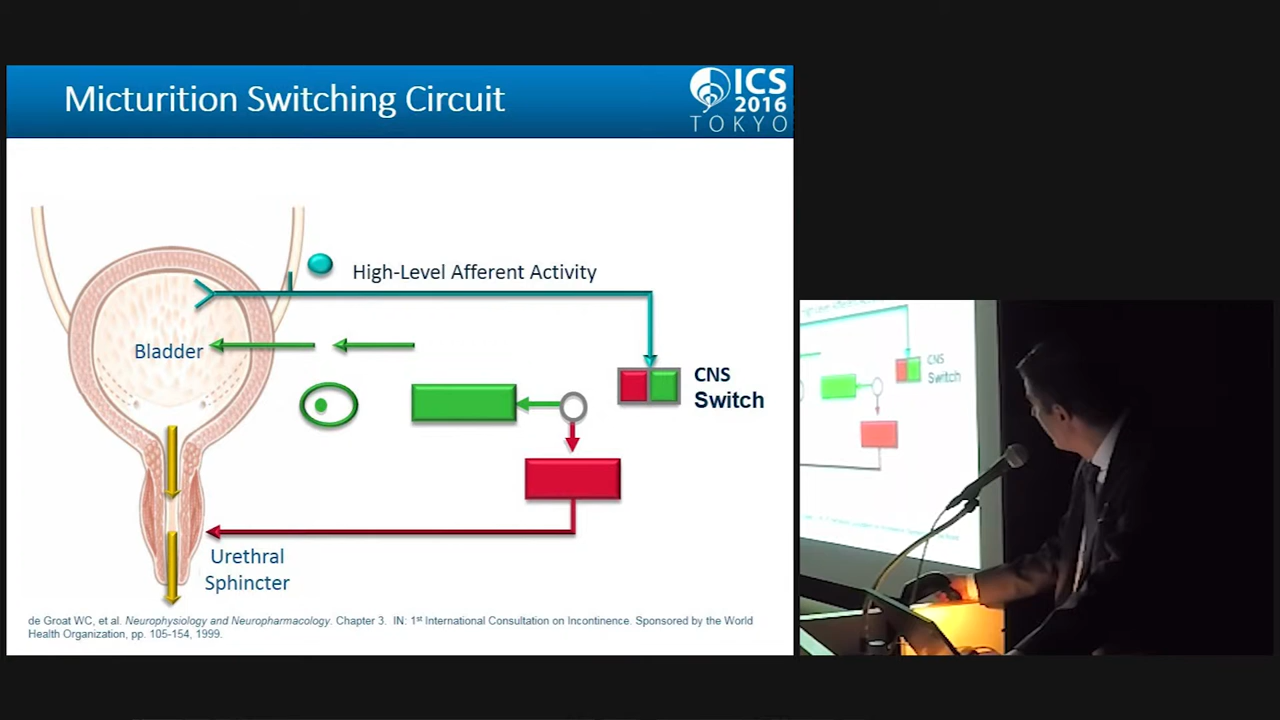 Micturition Switching Circuit
ICS
2016
TOKYO
High-Level Afferent Activity
Bladder
CNS
Switch
Urethral
Sphincter
de Groat WC, et al. Neurophysiology and Neuropharmacology. Chapter 3. IN: 1st International Consultation on Incontinence. Sponsored by the World
Health Organization, pp. 105-154, 1999.
CNS
Switch